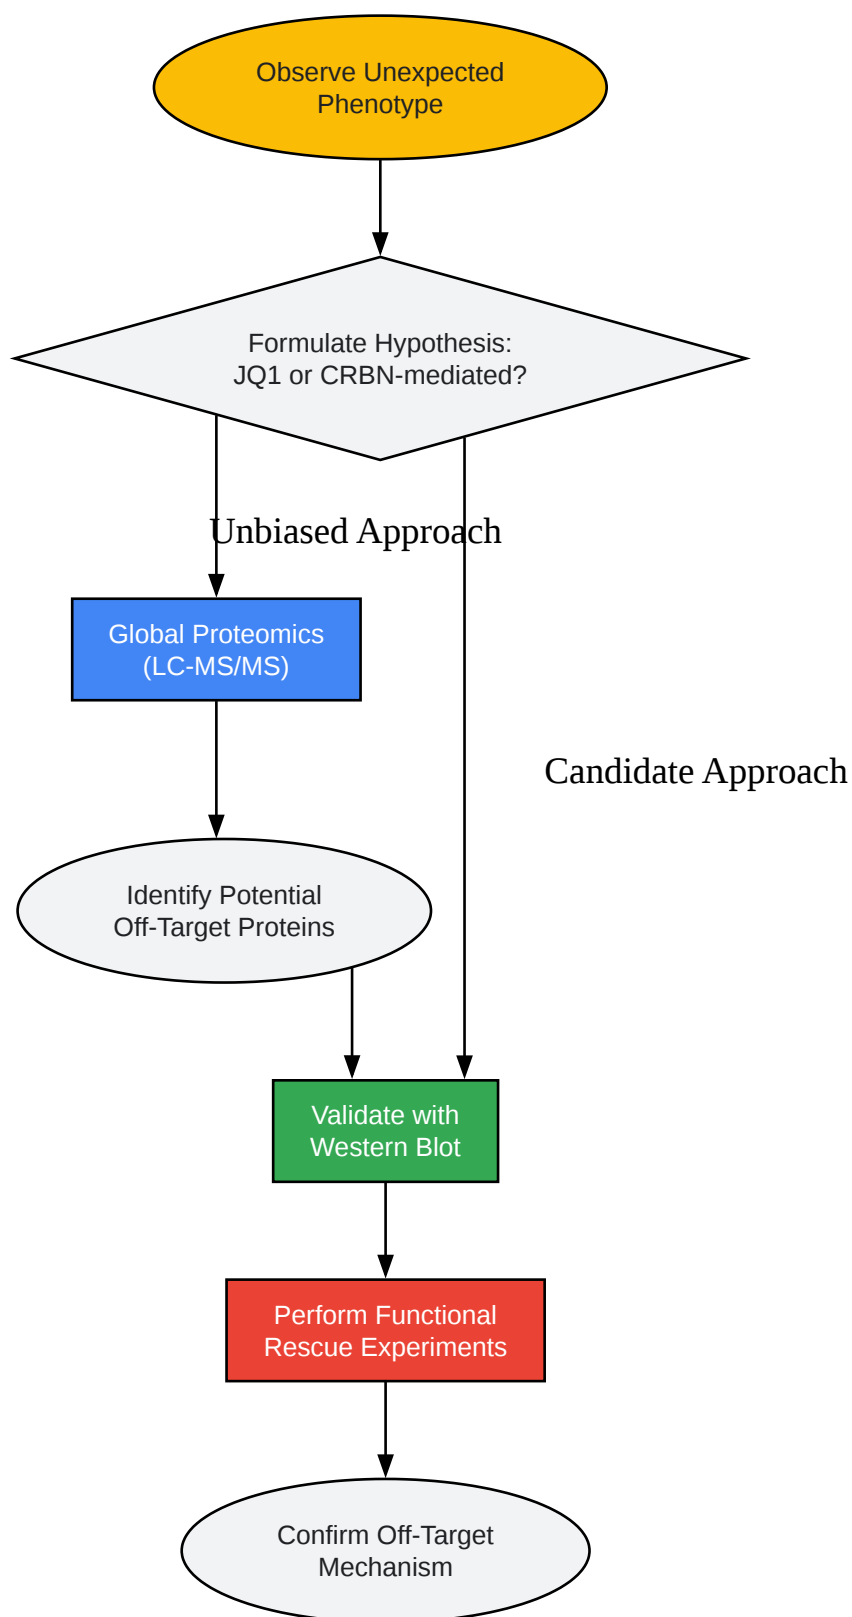 Observe Unexpected
Phenotype
Formulate Hypothesis:
JQ1 or CRBN-mediated?
Unbiased Approach
Global Proteomics
(LC-MS/MS)
Candidate Approach
Identify Potential
Off-Target Proteins
Validate with
Western Blot
Perform Functional
Rescue Experiments
Confirm Off-Target
Mechanism